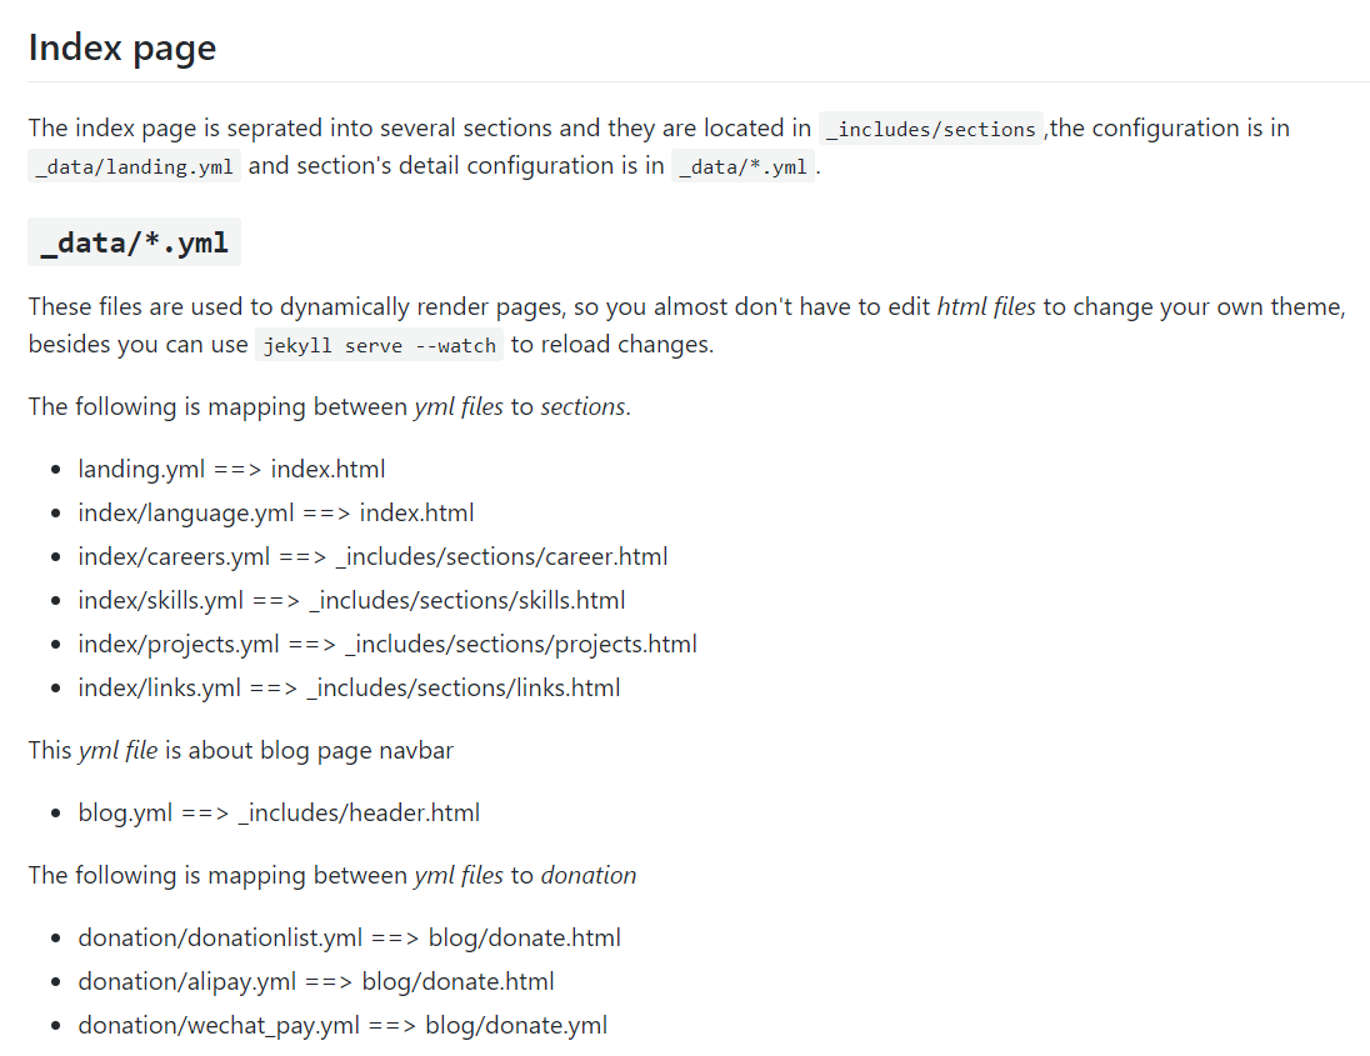 Index page
The index page is seprated into several sections and they are located in _includes/sections ,the configuration is in
_data/landing.yml and section's detail configuration is in _data/*.yml .
_data/*.yml
These files are used to dynamically render pages, so you almost don't have to edit html files to change your own theme,
besides you can use jekyll serve --watch to reload changes.
The following is mapping between yml files to sections.
• landing.yml ==> index.html
• index/language.yml ==> index.html
• index/careers.yml ==> _includes/sections/career.html
• index/skills.yml ==> _includes/sections/skills.html
• index/projects.yml ==> _includes/sections/projects.html
• index/links.yml ==> _includes/sections/links.html
This yml file is about blog page navbar
• blog.yml ==> _includes/header.html
The following is mapping between yml files to donation
• donation/donationlist.yml ==> blog/donate.html
• donation/alipay.yml ==> blog/donate.html
• donation/wechat_pay.yml ==> blog/donate.yml